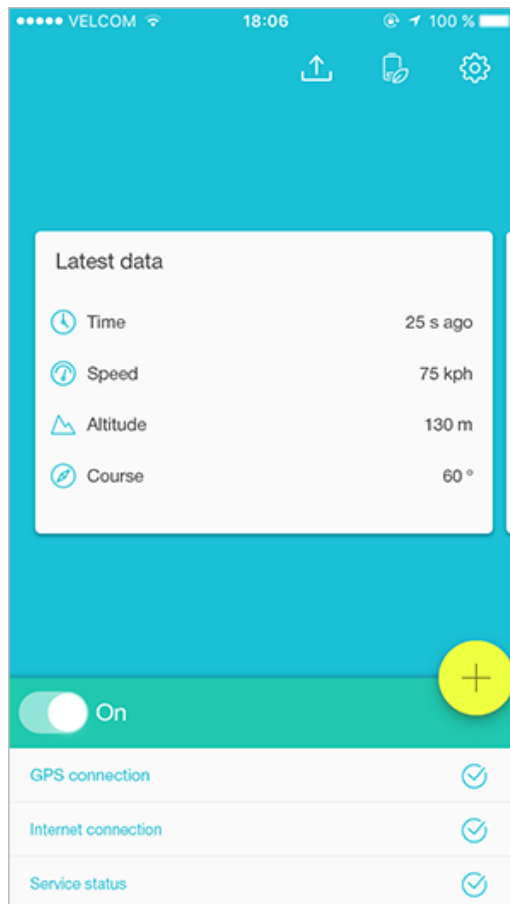 VELCOM 18:06 100 %
Latest data
Time 25 s ago
Speed 75 kph
Altitude 130 m
Course 60 °
On
GPS connection
Internet connection
Service status